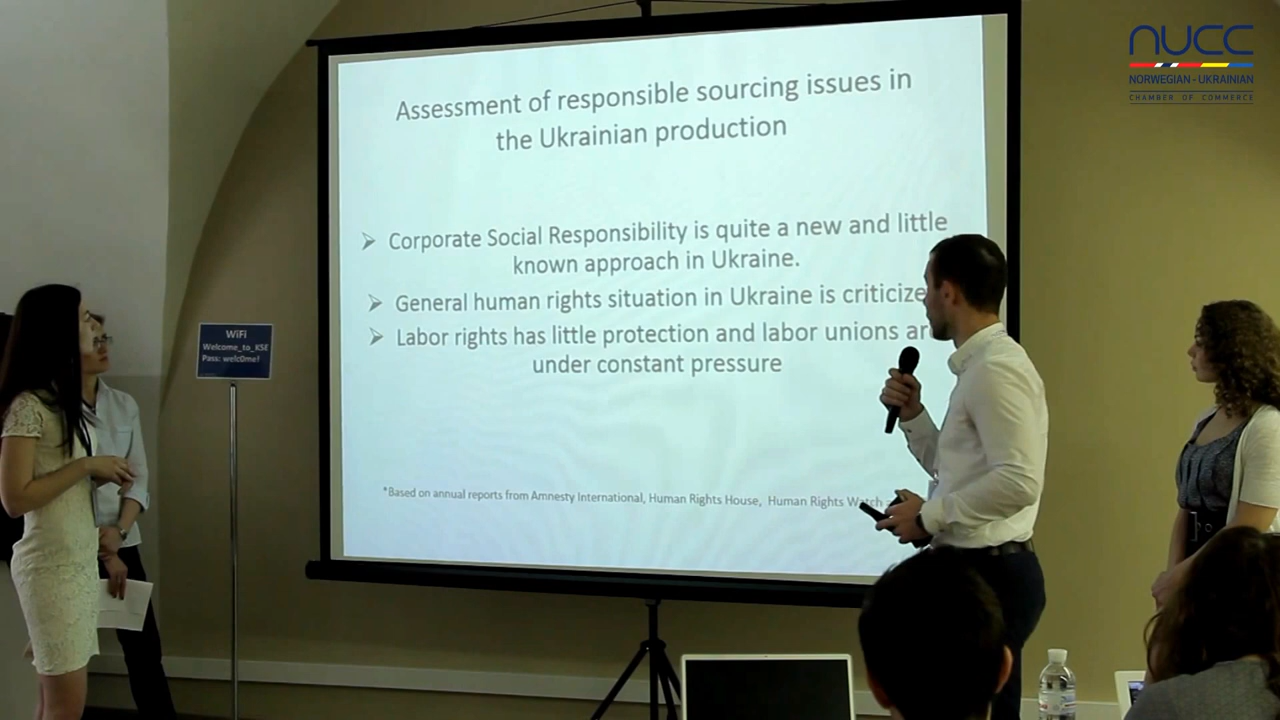 Assessment of responsible sourcing issues in
the Ukrainian production
Corporate Social Responsibility is quite a new and little
known approach in Ukraine.
General human rights situation in Ukraine is criticize
Labor rights has little protection and labor unions ar
under constant pressure
*Based on annual reports from Amnesty International, Human Rights House, Human Rights Watch
WiFi
Welcome_to_KSE
Pass: welc0me!
NUCC
NORWEGIAN - UKRAINIAN
CHAMBER OF COMMERCE